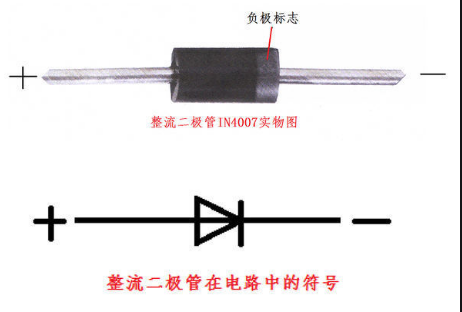 负极标志
+ —
整流二极管IN4007实物图
+ —
整流二极管在电路中的符号